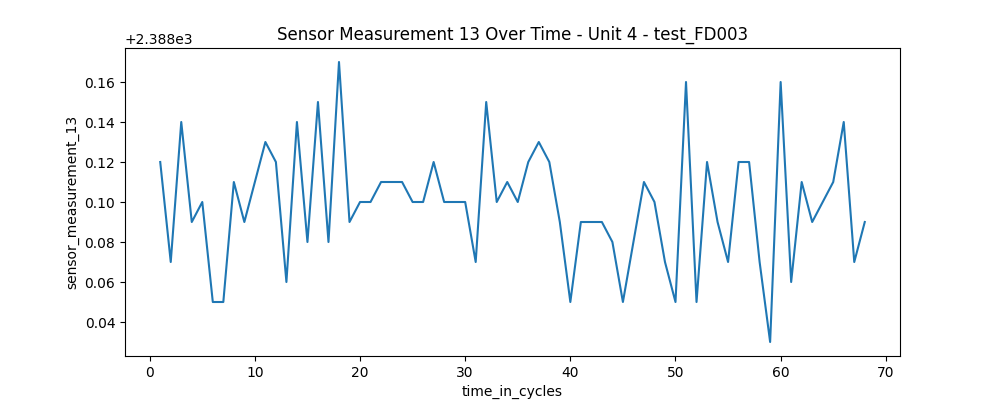 Sensor Measurement 13 Over Time - Unit 4 - test_FD003
+2.388e3
0.16
0.14
0.12
0.10
0.08
0.06
0.04
sensor_measurement_13
0 10 20 30 40 50 60 70
time_in_cycles